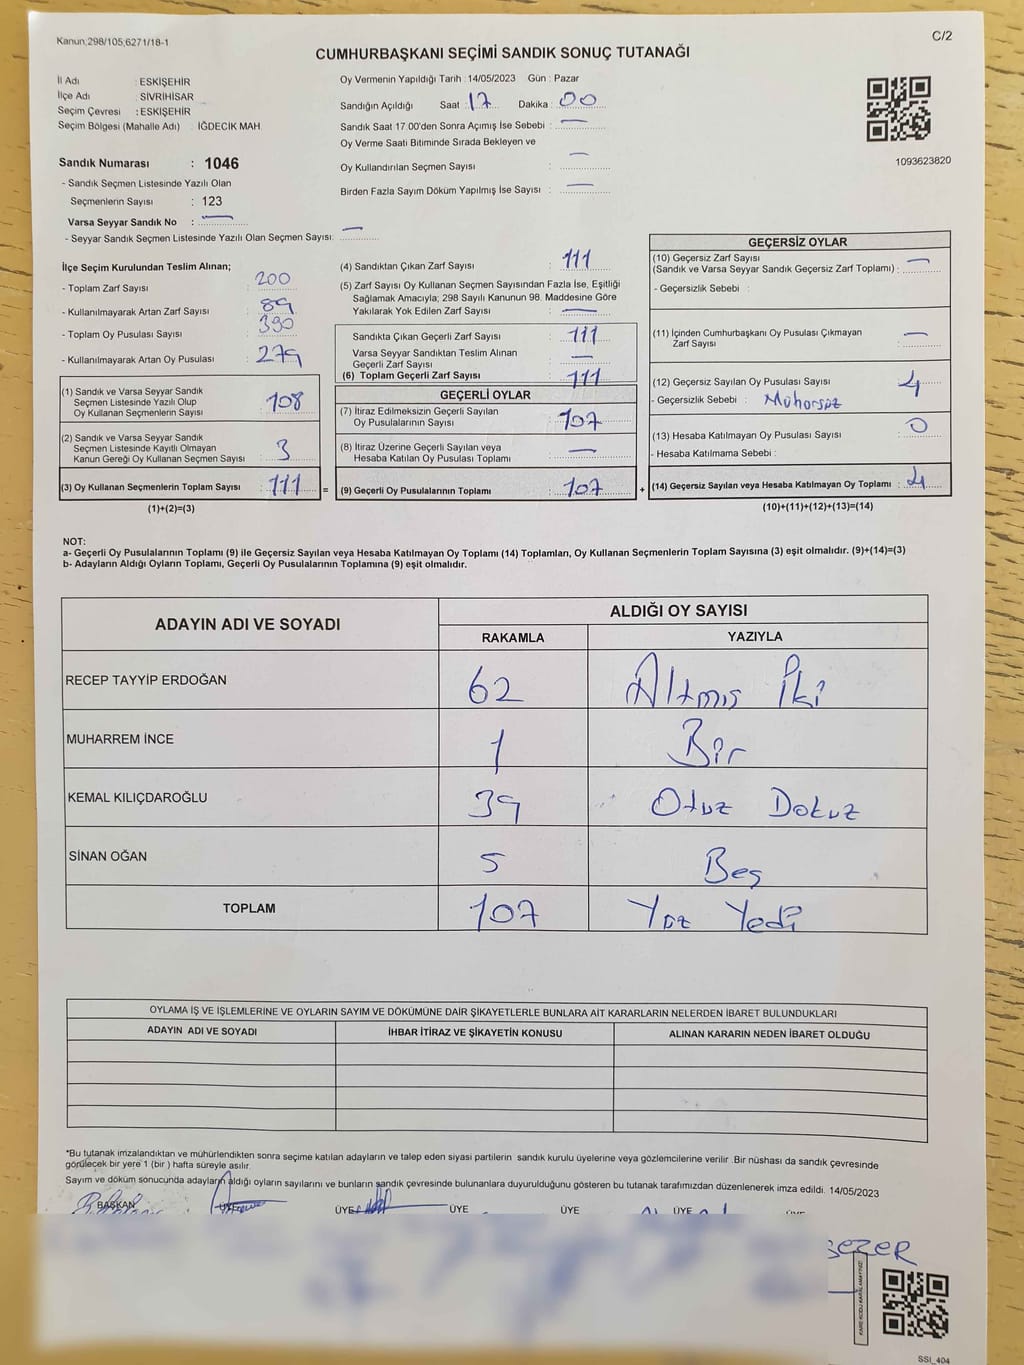 Kanun;298/105,6271/18-1
C/2
CUMHURBAŞKANI SEÇİMİ SANDIK SONUÇ TUTANAĞI
İl Adı : ESKİŞEHİR
İlçe Adı : SİVRİHİSAR
Seçim Çevresi : ESKİŞEHİR
Seçim Bölgesi (Mahalle Adı) : İĞDECİK MAH.
Sandık Numarası : 1046
- Sandık Seçmen Listesinde Yazılı Olan
Seçmenlerin Sayısı : 123
Varsa Seyyar Sandık No : —
- Seyyar Sandık Seçmen Listesinde Yazılı Olan Seçmen Sayısı: —
Oy Vermenin Yapıldığı Tarih : 14/05/2023 Gün : Pazar
Sandığın Açıldığı Saat : 17 Dakika : 00
Sandık Saat 17.00'den Sonra Açımış İse Sebebi : —
Oy Verme Saati Bitiminde Sırada Bekleyen ve
Oy Kullandırılan Seçmen Sayısı : —
Birden Fazla Sayım Döküm Yapılmış İse Sayısı : —
1093623820
İlçe Seçim Kurulundan Teslim Alınan;
- Toplam Zarf Sayısı : 200
- Kullanılmayarak Artan Zarf Sayısı : 89
- Toplam Oy Pusulası Sayısı : 390
- Kullanılmayarak Artan Oy Pusulası : 279
(1) Sandık ve Varsa Seyyar Sandık
Seçmen Listesinde Yazılı Olup
Oy Kullanan Seçmenlerin Sayısı : 108
(2) Sandık ve Varsa Seyyar Sandık
Seçmen Listesinde Kayıtlı Olmayan
Kanun Gereği Oy Kullanan Seçmen Sayısı : 3
(3) Oy Kullanan Seçmenlerin Toplam Sayısı : 111
(1)+(2)=(3)
(4) Sandıktan Çıkan Zarf Sayısı : 111
(5) Zarf Sayısı Oy Kullanan Seçmen Sayısından Fazla İse, Eşitliği
Sağlamak Amacıyla; 298 Sayılı Kanunun 98. Maddesine Göre
Yakılarak Yok Edilen Zarf Sayısı : —
Sandıkta Çıkan Geçerli Zarf Sayısı : 111
Varsa Seyyar Sandıktan Teslim Alınan
Geçerli Zarf Sayısı : —
(6) Toplam Geçerli Zarf Sayısı : 111
GEÇERLİ OYLAR
(7) İtiraz Edilmeksizin Geçerli Sayılan
Oy Pusulalarının Sayısı : 107
(8) İtiraz Üzerine Geçerli Sayılan veya
Hesaba Katılan Oy Pusulası Toplamı : —
= (9) Geçerli Oy Pusulalarının Toplamı : 107 +
GEÇERSİZ OYLAR
(10) Geçersiz Zarf Sayısı
(Sandık ve Varsa Seyyar Sandık Geçersiz Zarf Toplamı) : —
- Geçersizlik Sebebi :
(11) İçinden Cumhurbaşkanı Oy Pusulası Çıkmayan
Zarf Sayısı : —
(12) Geçersiz Sayılan Oy Pusulası Sayısı : 4
- Geçersizlik Sebebi : Mühorsüz
(13) Hesaba Katılmayan Oy Pusulası Sayısı : 0
- Hesaba Katılmama Sebebi :
(14) Geçersiz Sayılan veya Hesaba Katılmayan Oy Toplamı : 4
(10)+(11)+(12)+(13)=(14)
NOT:
a- Geçerli Oy Pusulalarının Toplamı (9) ile Geçersiz Sayılan veya Hesaba Katılmayan Oy Toplamı (14) Toplamları, Oy Kullanan Seçmenlerin Toplam Sayısına (3) eşit olmalıdır. (9)+(14)=(3)
b- Adayların Aldığı Oyların Toplamı, Geçerli Oy Pusulalarının Toplamına (9) eşit olmalıdır.
ADAYIN ADI VE SOYADI
ALDIĞI OY SAYISI
RAKAMLA YAZIYLA
RECEP TAYYİP ERDOĞAN 62 Altmış İki
MUHARREM İNCE 1 Bir
KEMAL KILIÇDAROĞLU 39 Otuz Dokuz
SİNAN OĞAN 5 Beş
TOPLAM 107 Yüz Yedi
OYLAMA İŞ VE İŞLEMLERİNE VE OYLARIN SAYIM VE DÖKÜMÜNE DAİR ŞİKAYETLERLE BUNLARA AİT KARARLARIN NELERDEN İBARET BULUNDUKLARI
ADAYIN ADI VE SOYADI İHBAR İTİRAZ VE ŞİKAYETİN KONUSU ALINAN KARARIN NEDEN İBARET OLDUĞU
*Bu tutanak imzalandıktan ve mühürlendikten sonra seçime katılan adayların ve talep eden siyasi partilerin sandık kurulu üyelerine veya gözlemcilerine verilir .Bir nüshası da sandık çevresinde
görülecek bir yere 1 (bir ) hafta süreyle asılır.
Sayım ve döküm sonucunda adayların aldığı oyların sayılarını ve bunların sandık çevresinde bulunanlara duyurulduğunu gösteren bu tutanak tarafımızdan düzenlenerek imza edildi. 14/05/2023
BAŞKAN ÜYE ÜYE ÜYE ÜYE ÜYE
SEZER
SSI_404